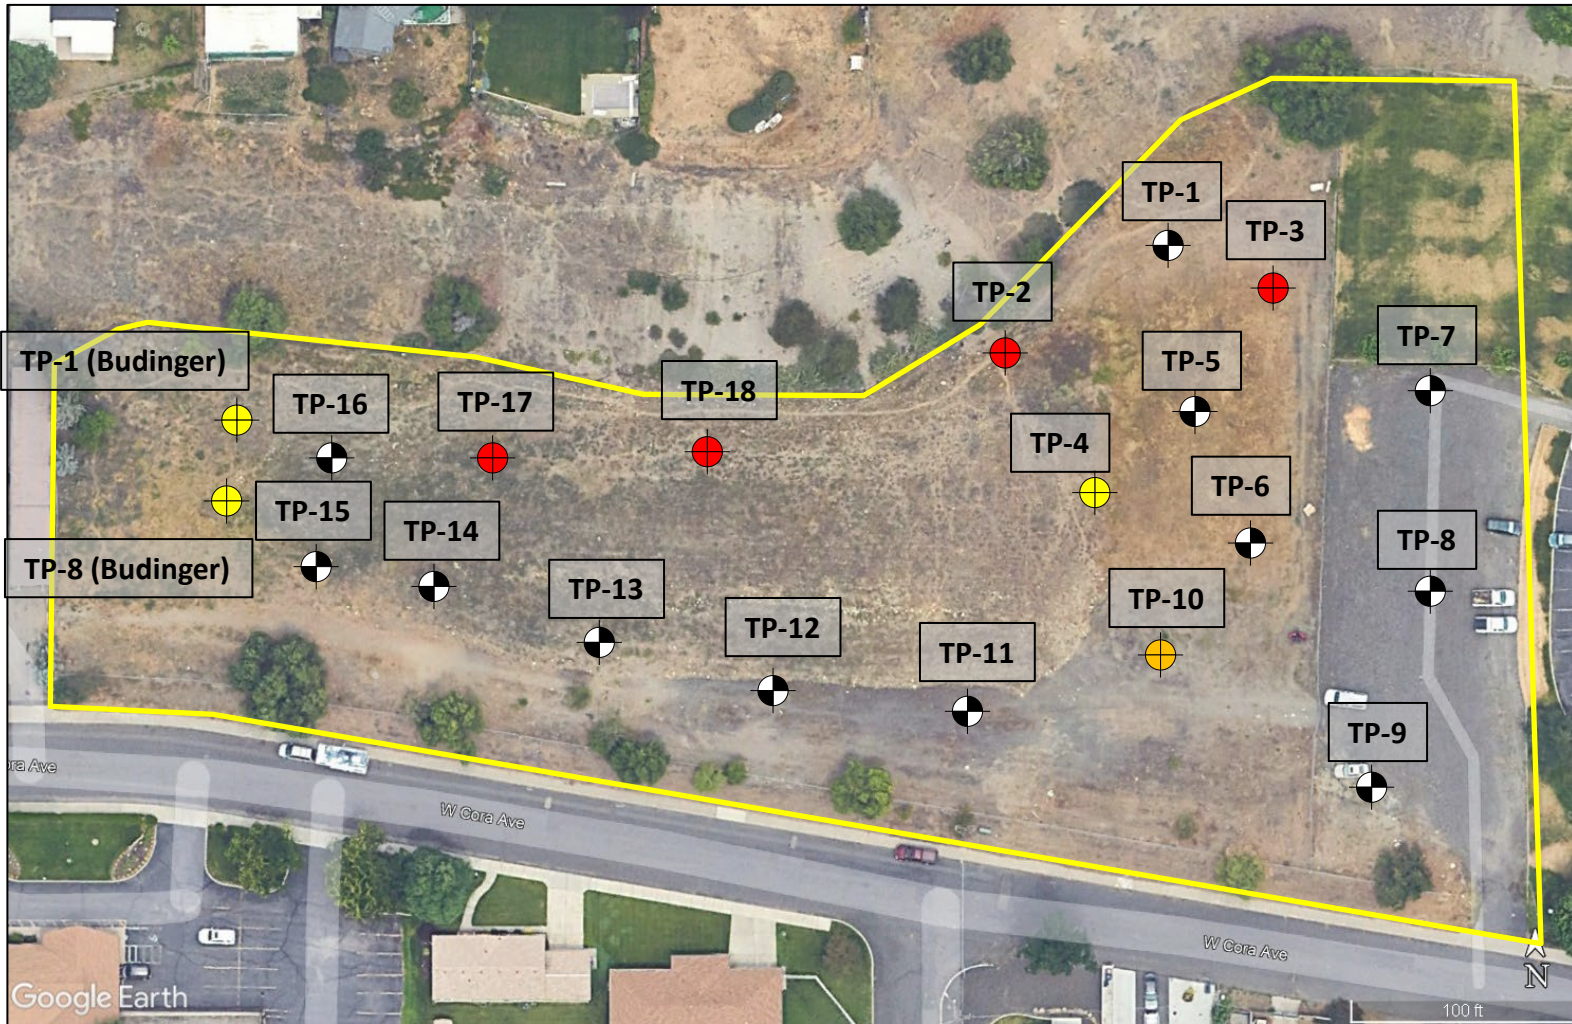 TP-1
TP-3
TP-2
TP-7
TP-1 (Budinger)
TP-5
TP-18
TP-16
TP-17
TP-4
TP-6
TP-15
TP-14
TP-8
TP-8 (Budinger)
TP-13
TP-10
TP-12
TP-11
TP-9
ora Ave
W Cora Ave
W Cora Ave
N
Google Earth
100 ft